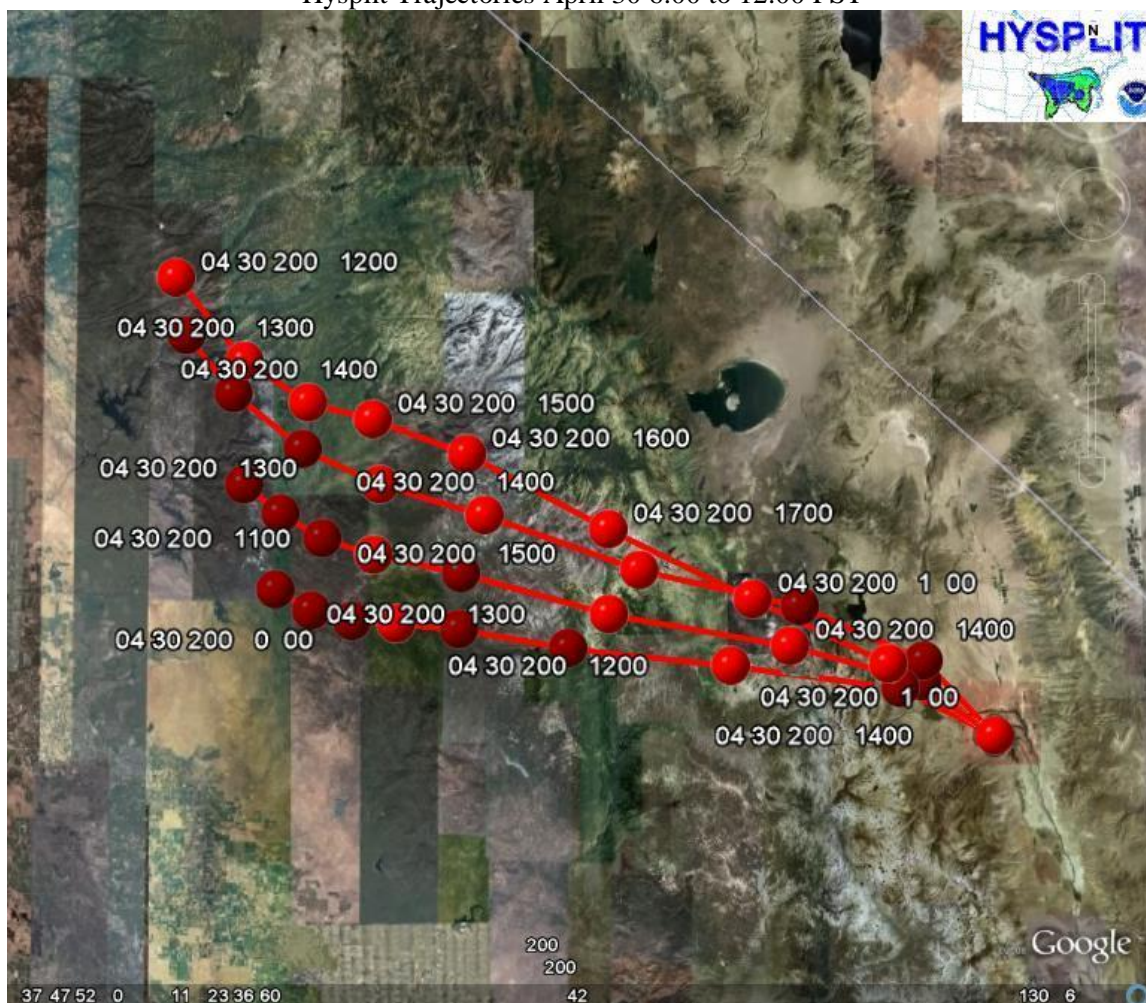 Hysplit Trajectories April 30 6:00 to 12:00 PST
HYSPLIT
N
04 30 200 1200
04 30 200 1300
04 30 200 1400
04 30 200 1500
04 30 200 1600
04 30 200 1300
04 30 200 1400
04 30 200 1700
04 30 200 1100
04 30 200 1500
04 30 200 1 00
04 30 200 1300
04 30 200 1400
04 30 200 0 00
04 30 200 1200
04 30 200 1 00
04 30 200 1400
200
200
Google
37 47 52 0 11 23 36 60 42 130 6